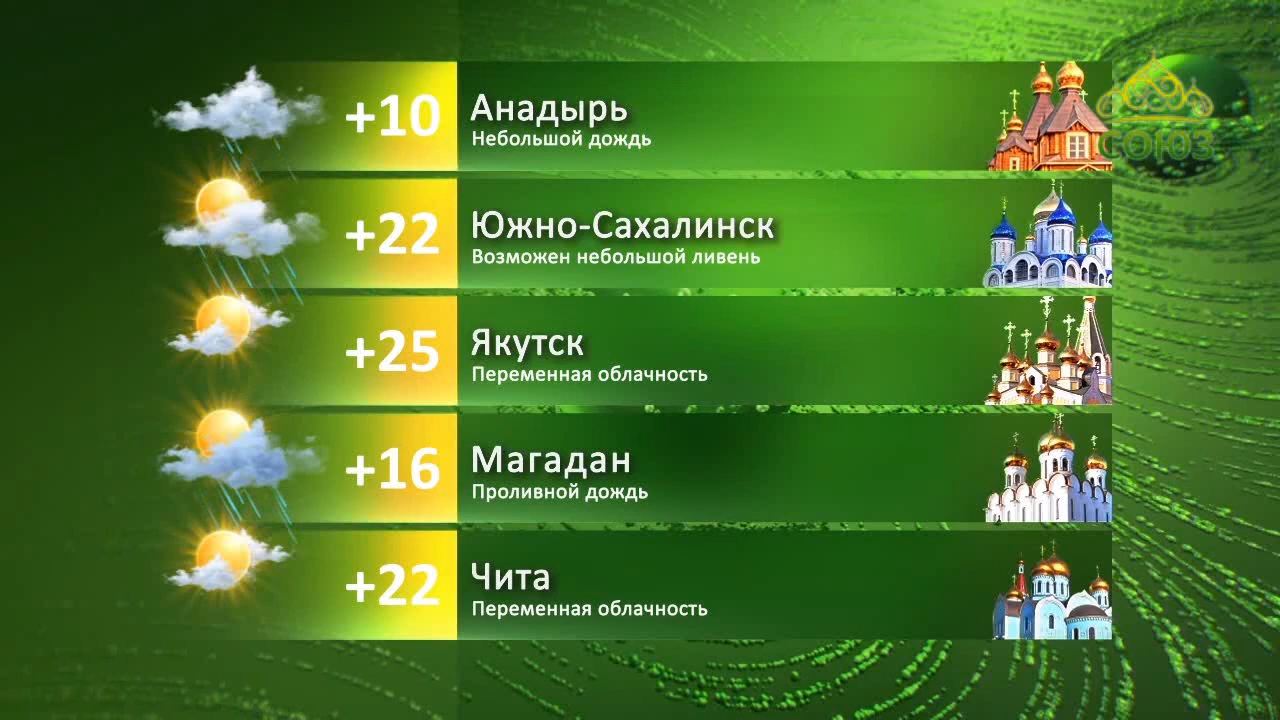 СОЮЗ
+10
Анадырь
Небольшой дождь
+22
Южно-Сахалинск
Возможен небольшой ливень
+25
Якутск
Переменная облачность
+16
Магадан
Проливной дождь
+22
Чита
Переменная облачность